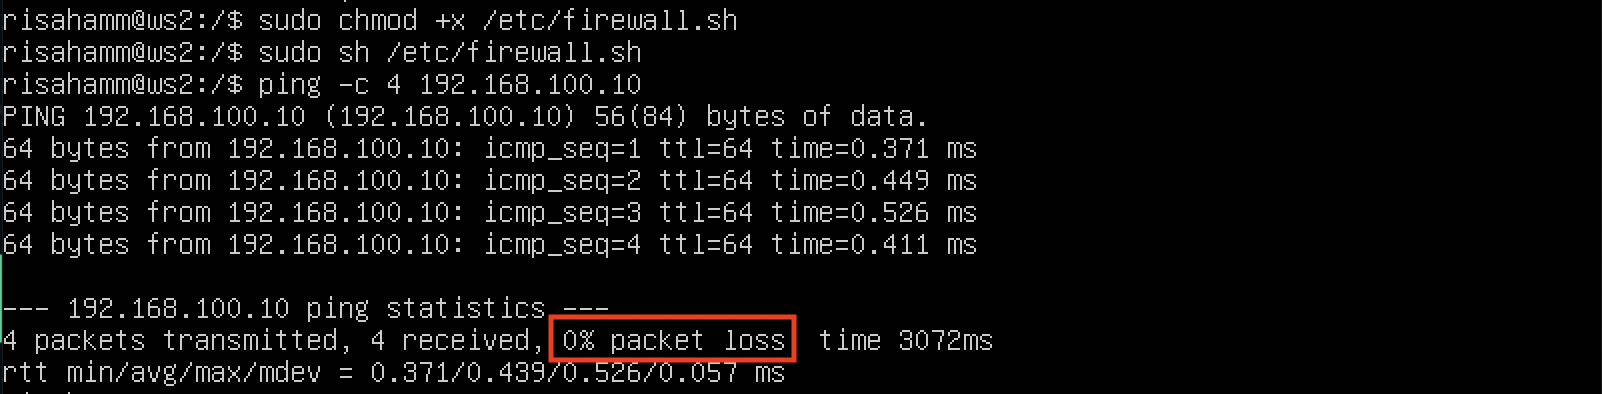 risahamm@ws2:/$ sudo chmod +x /etc/firewall.sh
risahamm@ws2:/$ sudo sh /etc/firewall.sh
risahamm@ws2:/$ ping -c 4 192.168.100.10
PING 192.168.100.10 (192.168.100.10) 56(84) bytes of data.
64 bytes from 192.168.100.10: icmp_seq=1 ttl=64 time=0.371 ms
64 bytes from 192.168.100.10: icmp_seq=2 ttl=64 time=0.449 ms
64 bytes from 192.168.100.10: icmp_seq=3 ttl=64 time=0.526 ms
64 bytes from 192.168.100.10: icmp_seq=4 ttl=64 time=0.411 ms
--- 192.168.100.10 ping statistics ---
4 packets transmitted, 4 received, 0% packet loss time 3072ms
rtt min/avg/max/mdev = 0.371/0.439/0.526/0.057 ms